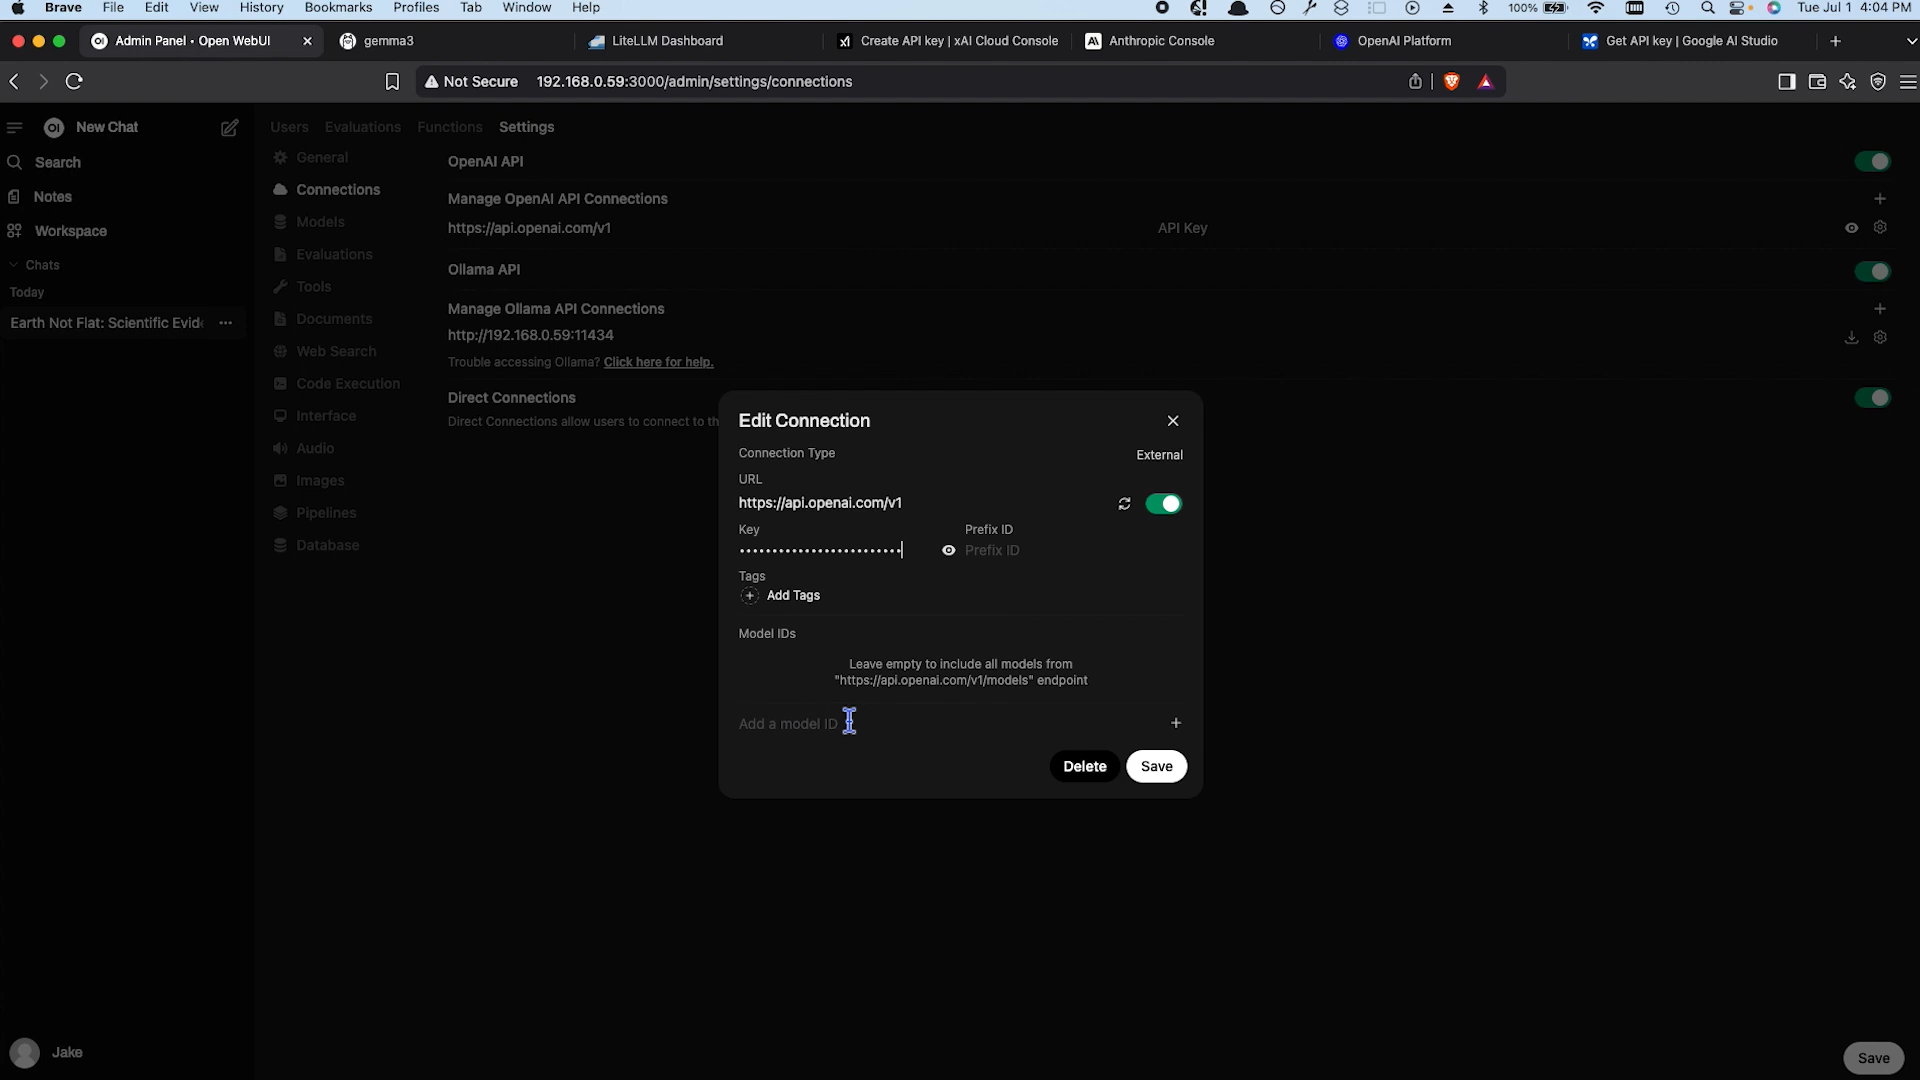 Brave File Edit View History Bookmarks Profiles Tab Window Help 100% Tue Jul 1 4:04 PM
Admin Panel • Open WebUI gemma3 LiteLLM Dashboard Create API key | xAI Cloud Console Anthropic Console OpenAI Platform Get API key | Google AI Studio
Not Secure 192.168.0.59:3000/admin/settings/connections
OI New Chat
Search
Notes
Workspace
Chats
Today
Earth Not Flat: Scientific Evid
Jake
Users Evaluations Functions Settings
General
Connections
Models
Evaluations
Tools
Documents
Web Search
Code Execution
Interface
Audio
Images
Pipelines
Database
OpenAI API
Manage OpenAI API Connections
https://api.openai.com/v1 API Key
Ollama API
Manage Ollama API Connections
http://192.168.0.59:11434
Trouble accessing Ollama? Click here for help.
Direct Connections
Direct Connections allow users to connect to th
Edit Connection
Connection Type External
URL
https://api.openai.com/v1
Key Prefix ID
Prefix ID
Tags
Add Tags
Model IDs
Leave empty to include all models from
"https://api.openai.com/v1/models" endpoint
Add a model ID
Delete Save
Save